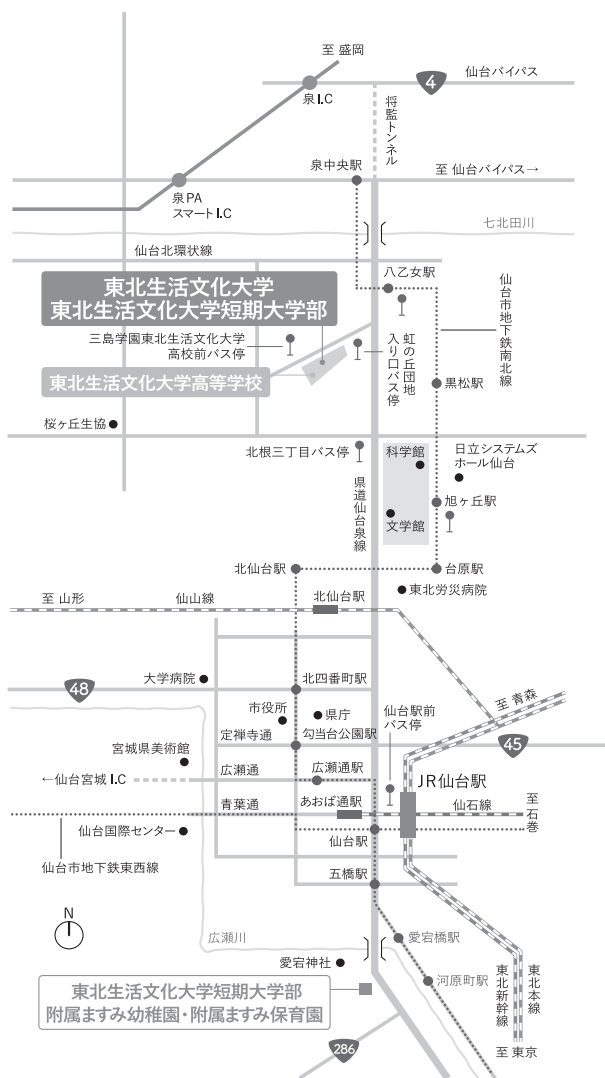 至 盛岡
仙台バイパス
4
泉 I.C
将監トンネル
泉中央駅
至 仙台バイパス→
泉 PA
スマート I.C
七北田川
仙台北環状線
八乙女駅
仙台市地下鉄南北線
東北生活文化大学
東北生活文化大学短期大学部
三島学園東北生活文化大学
高校前バス停
虹の丘団地
入り口バス停
東北生活文化大学高等学校
黒松駅
桜ヶ丘生協
北根三丁目バス停
科学館
日立システムズ
ホール仙台
県道仙台泉線
旭ヶ丘駅
文学館
北仙台駅
台原駅
東北労災病院
至 山形
仙山線
北仙台駅
大学病院
48
北四番町駅
市役所
県庁
仙台駅前
バス停
至 青森
定禅寺通
勾当台公園駅
45
宮城県美術館
広瀬通
広瀬通駅
←仙台宮城 I.C
JR仙台駅
青葉通
あおば通駅
仙石線
至 石巻
仙台国際センター
仙台駅
仙台市地下鉄東西線
五橋駅
N
広瀬川
愛宕橋駅
愛宕神社
河原町駅
東北生活文化大学短期大学部
附属ますみ幼稚園・附属ますみ保育園
東北新幹線
東北本線
286
至 東京